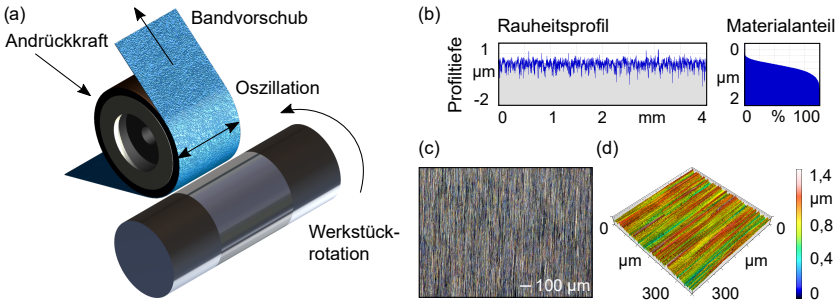 (a)
Bandvorschub
Andrückkraft
Oszillation
Werkstück-
rotation
(b)
Rauheitsprofil
Profiltiefe
1
µm
-2
0 1 2 mm 4
Materialanteil
0
µm
2
0 % 100
(c)
100 µm
(d)
0 0
µm µm
300 300
1,4
µm
0.8
0,4
0